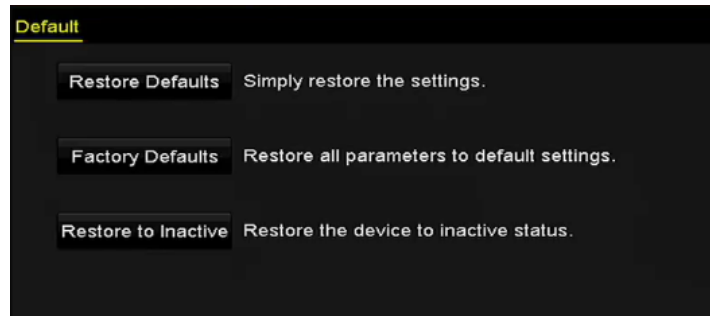 Default
Restore Defaults Simply restore the settings.
Factory Defaults Restore all parameters to default settings.
Restore to Inactive Restore the device to inactive status.